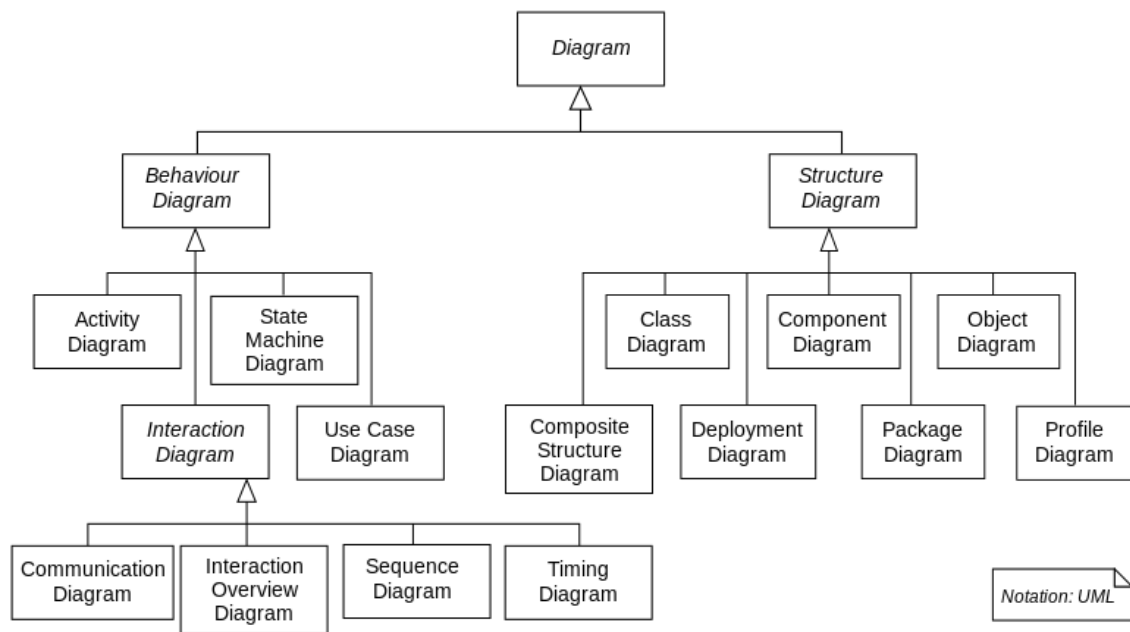 Diagram
Behaviour
Diagram
Structure
Diagram
Activity
Diagram
State
Machine
Diagram
Class
Diagram
Component
Diagram
Object
Diagram
Interaction
Diagram
Use Case
Diagram
Composite
Structure
Diagram
Deployment
Diagram
Package
Diagram
Profile
Diagram
Communication
Diagram
Interaction
Overview
Diagram
Sequence
Diagram
Timing
Diagram
Notation: UML